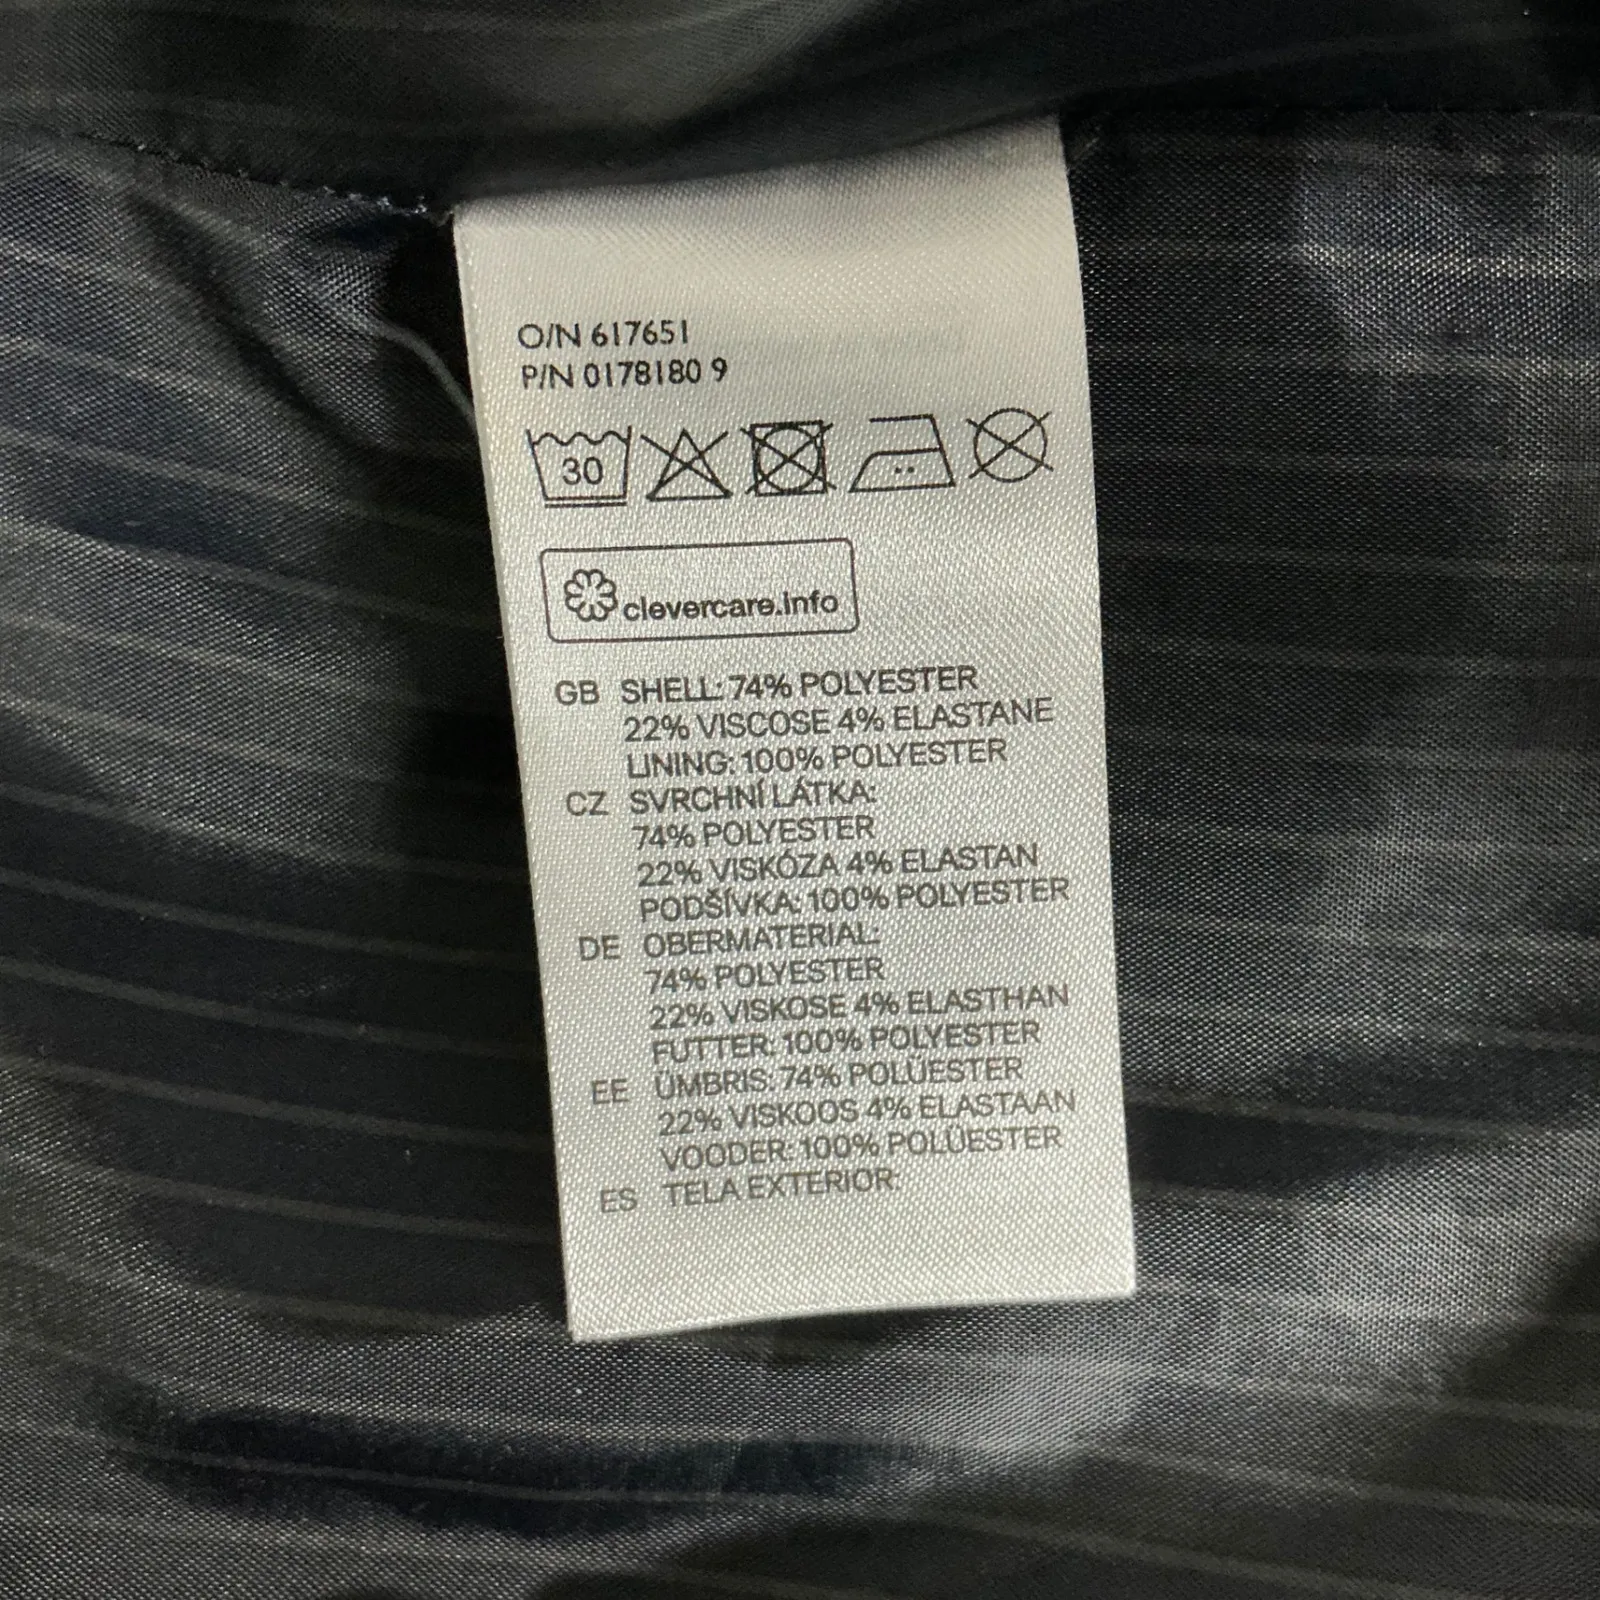 O/N 617651
P/N 0178180 9
30
clevercare.info
GB SHELL: 74% POLYESTER
22% VISCOSE 4% ELASTANE
LINING: 100% POLYESTER
CZ SVRCHNÍ LÁTKA:
74% POLYESTER
22% VISKÓZA 4% ELASTAN
PODŠÍVKA: 100% POLYESTER
DE OBERMATERIAL:
74% POLYESTER
22% VISKOSE 4% ELASTHAN
FUTTER: 100% POLYESTER
EE ÜMBRIS: 74% POLÜESTER
22% VISKOOS 4% ELASTAAN
VOODER: 100% POLÜESTER
ES TELA EXTERIOR: